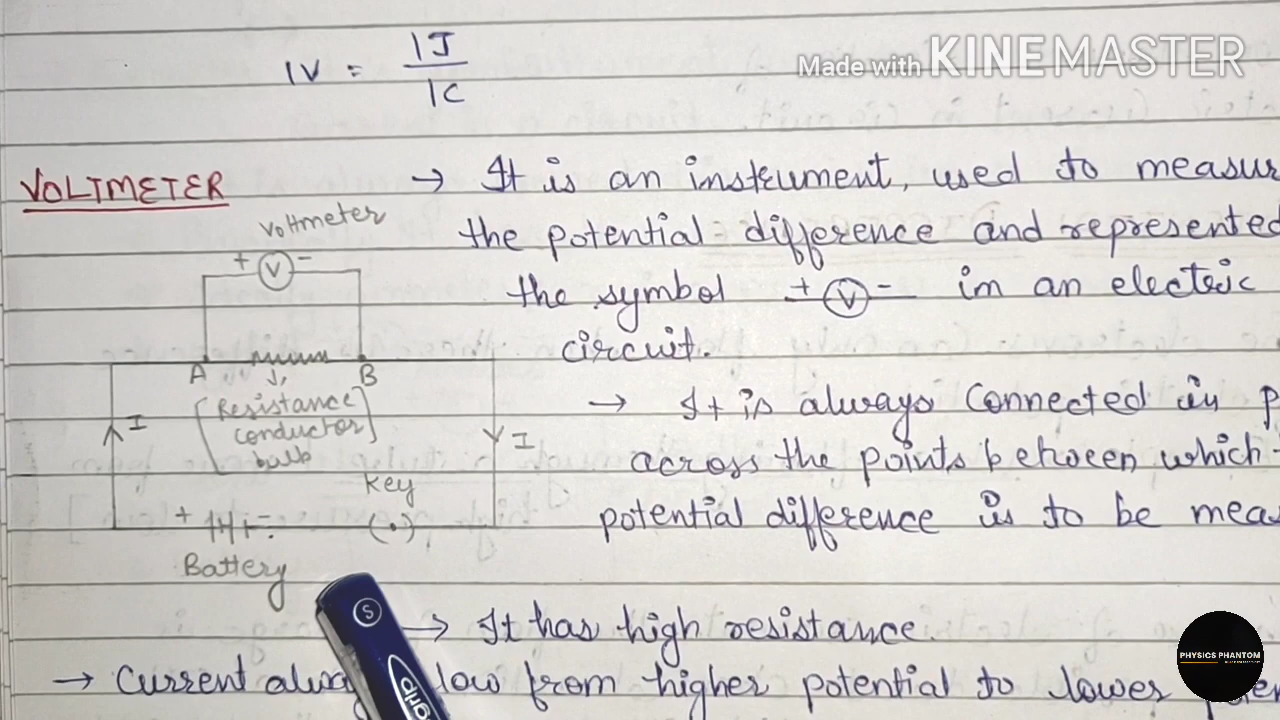 1V = 1J / 1C
Made with KINEMASTER
VOLTMETER → It is an instrument, used to measur
the potential difference and represented
the symbol + V - in an electric
circuit.
Voltmeter
+ V -
A B
Resistance
conductor
bulb
I
I
Key
+ -
(•)
Battery
→ It is always connected in p
across the points between which
potential difference is to be meas
S
→ It has high resistance.
→ Current low from higher potential to lower
PHYSICS PHANTOM